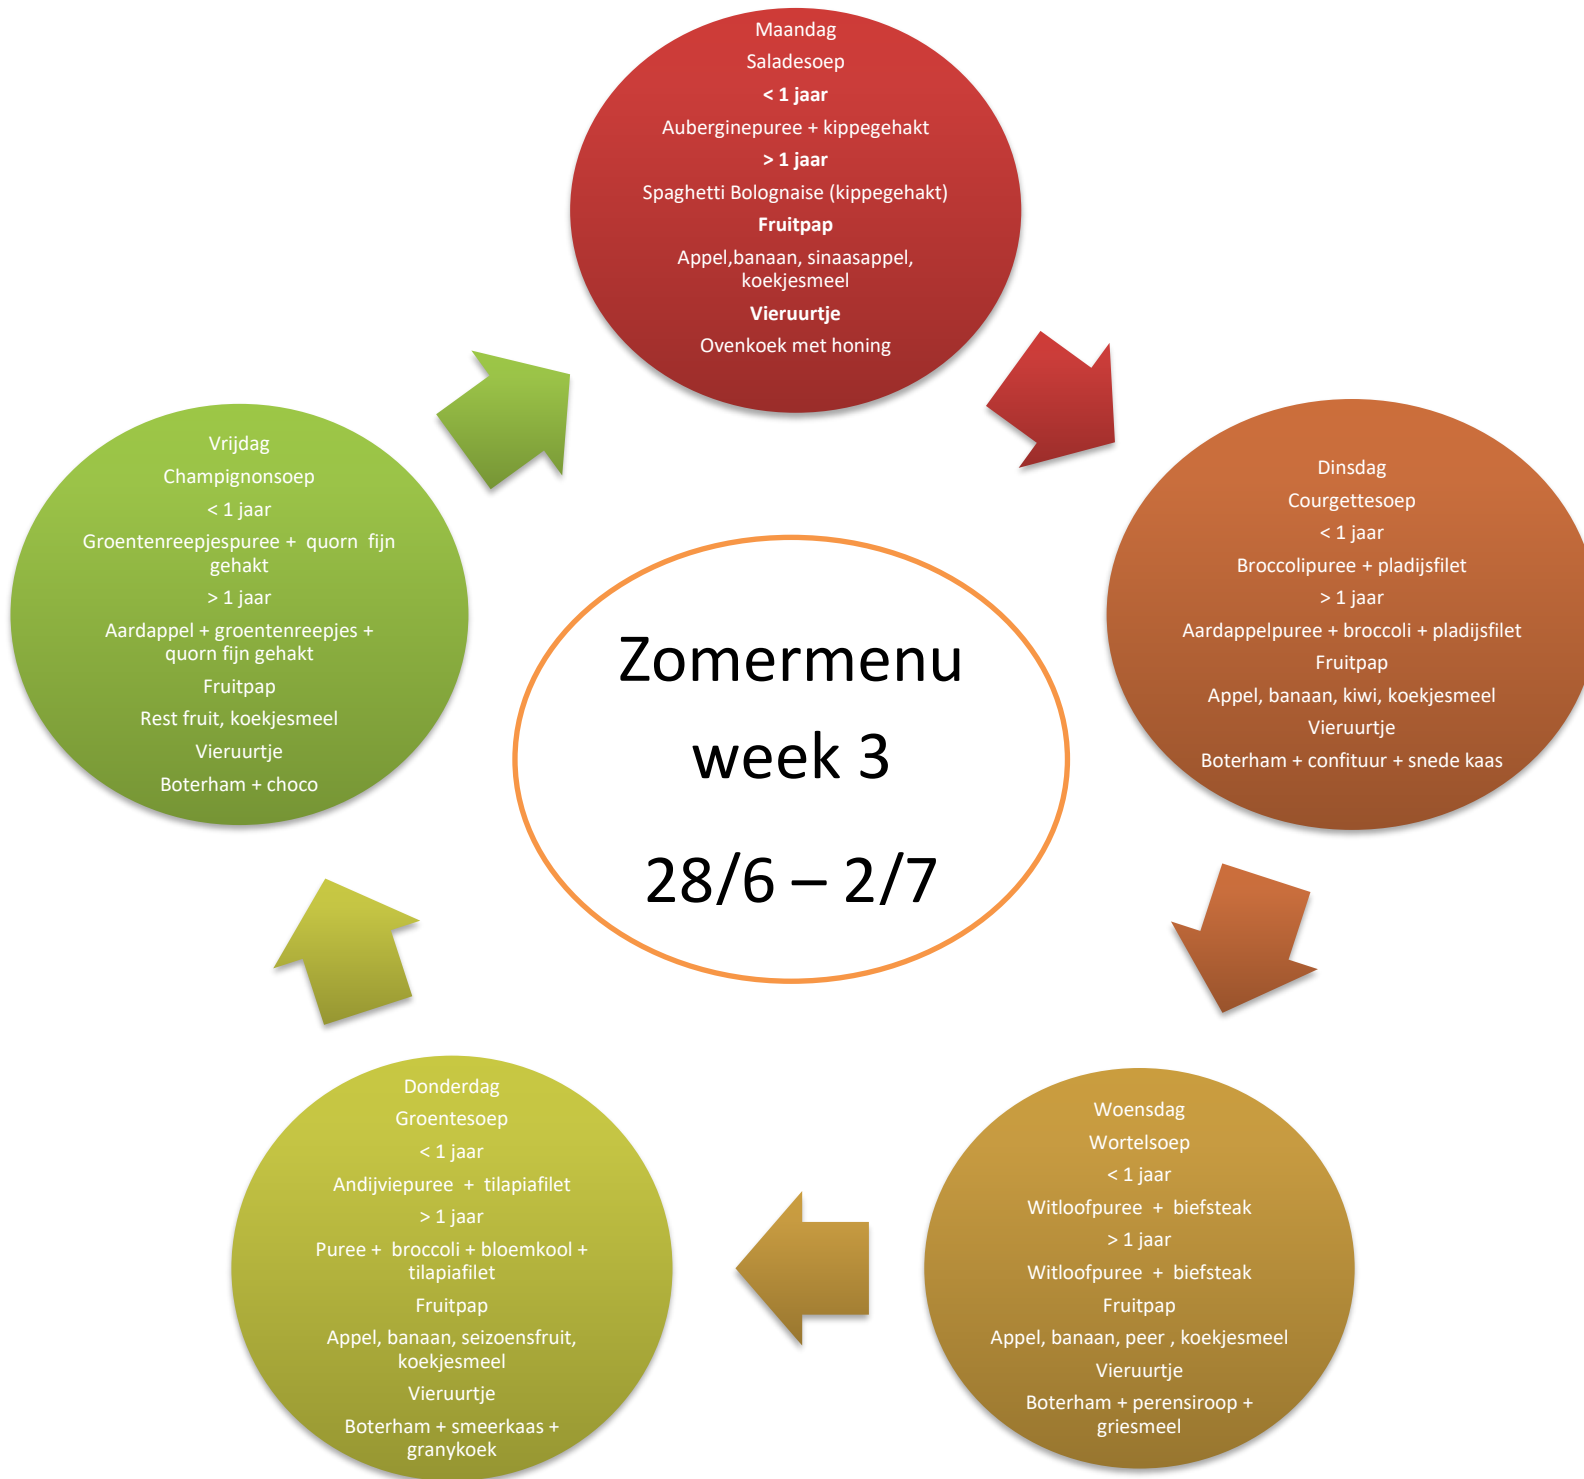 Maandag
Saladesoep
< 1 jaar
Auberginepuree + kippegehakt
> 1 jaar
Spaghetti Bolognaise (kippegehakt)
Fruitpap
Appel,banaan, sinaasappel,
koekjesmeel
Vieruurtje
Ovenkoek met honing
Dinsdag
Courgettesoep
< 1 jaar
Broccolipuree + pladijsfilet
> 1 jaar
Aardappelpuree + broccoli + pladijsfilet
Fruitpap
Appel, banaan, kiwi, koekjesmeel
Vieruurtje
Boterham + confituur + snede kaas
Woensdag
Wortelsoep
< 1 jaar
Witloofpuree + biefsteak
> 1 jaar
Witloofpuree + biefsteak
Fruitpap
Appel, banaan, peer , koekjesmeel
Vieruurtje
Boterham + perensiroop +
griesmeel
Donderdag
Groentesoep
< 1 jaar
Andijviepuree + tilapiafilet
> 1 jaar
Puree + broccoli + bloemkool +
tilapiafilet
Fruitpap
Appel, banaan, seizoensfruit,
koekjesmeel
Vieruurtje
Boterham + smeerkaas +
granykoek
Vrijdag
Champignonsoep
< 1 jaar
Groentenreepjespuree + quorn fijn
gehakt
> 1 jaar
Aardappel + groentenreepjes +
quorn fijn gehakt
Fruitpap
Rest fruit, koekjesmeel
Vieruurtje
Boterham + choco
Zomermenu
week 3
28/6 – 2/7